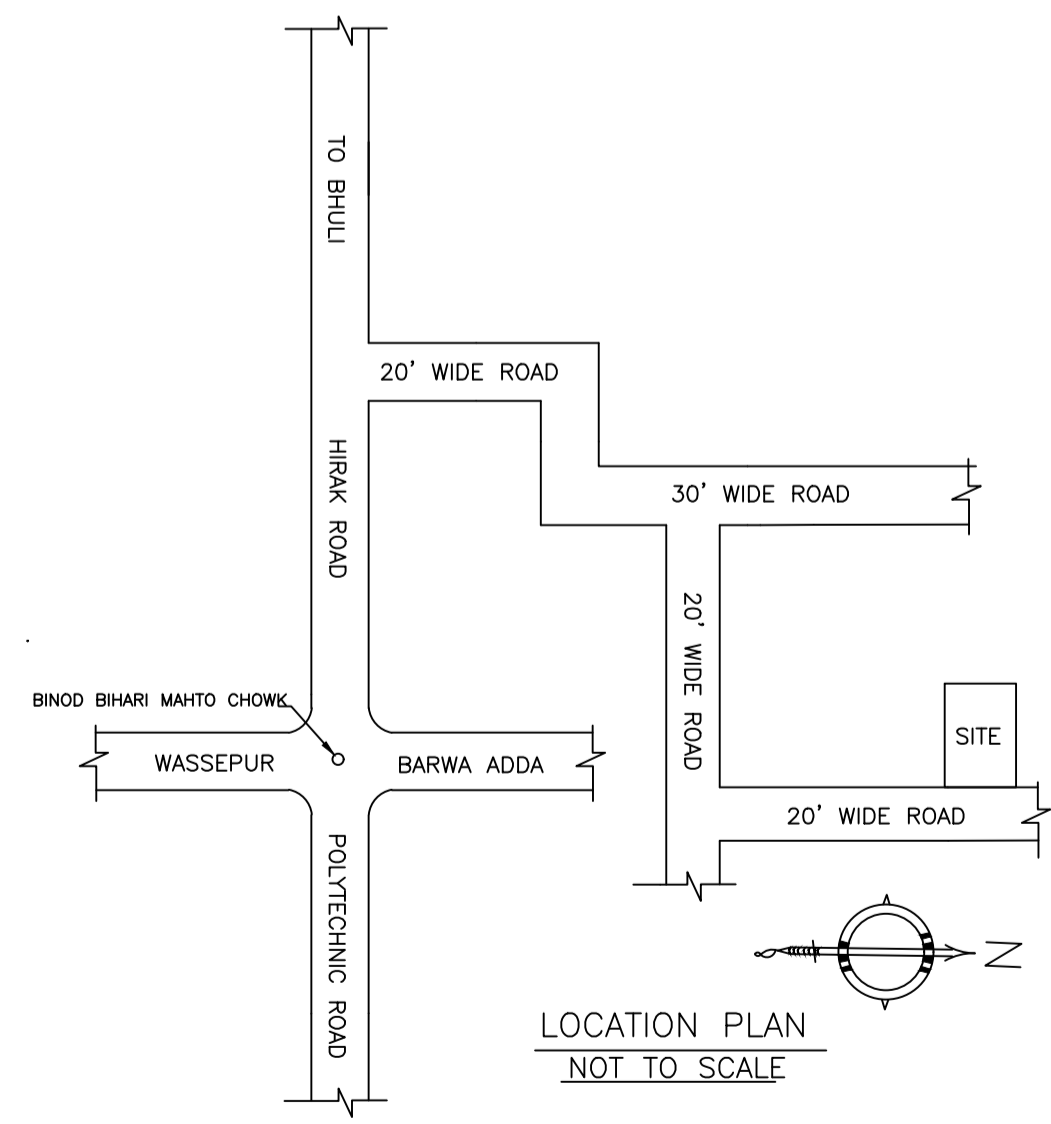 TO BHULI
20' WIDE ROAD
HIRAK ROAD
30' WIDE ROAD
20' WIDE ROAD
BINOD BIHARI MAHTO CHOWK
WASSEPUR
BARWA ADDA
SITE
20' WIDE ROAD
POLYTECHNIC ROAD
N
LOCATION PLAN
NOT TO SCALE